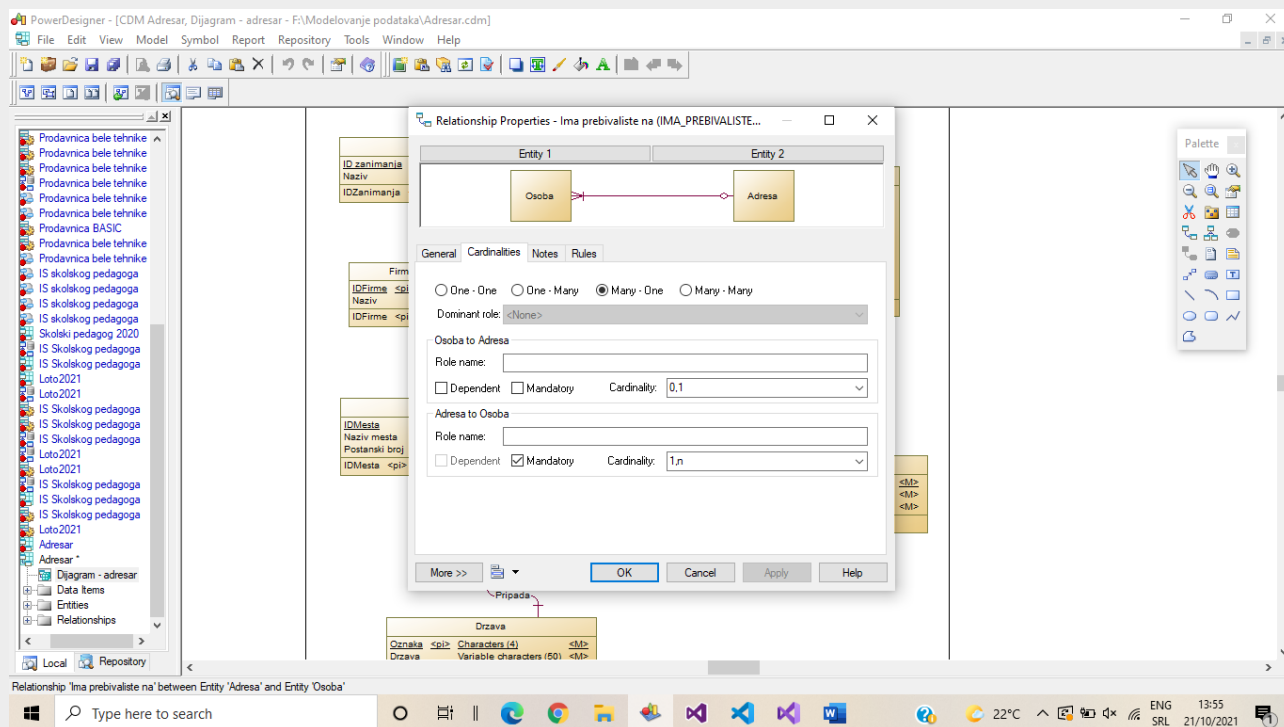 PowerDesigner - [CDM Adresar, Dijagram - adresar - F:\Modelovanje podataka\Adresar.cdm]
File Edit View Model Symbol Report Repository Tools Window Help
Prodavnica bele tehnike
Prodavnica bele tehnike
Prodavnica bele tehnike
Prodavnica bele tehnike
Prodavnica bele tehnike
Prodavnica bele tehnike
Prodavnica BASIC
Prodavnica bele tehnike
Prodavnica bele tehnike
IS skolskog pedagoga
IS skolskog pedagoga
IS skolskog pedagoga
IS skolskog pedagoga
Skolski pedagog 2020
IS Skolskog pedagoga
IS Skolskog pedagoga
Loto2021
Loto2021
IS Skolskog pedagoga
IS Skolskog pedagoga
IS Skolskog pedagoga
Loto2021
Loto2021
IS Skolskog pedagoga
IS Skolskog pedagoga
IS Skolskog pedagoga
Loto2021
Adresar
Adresar *
Dijagram - adresar
Data Items
Entities
Relationships
Local Repository
ID zanimanja
Naziv
IDZanimanja
Firm
IDFirme <pi
Naziv
IDFirme <pi
IDMesta
Naziv mesta
Postanski broj
IDMesta <pi>
Relationship Properties - Ima prebivaliste na (IMA_PREBIVALISTE...
Entity 1 Entity 2
Osoba Adresa
General Cardinalities Notes Rules
One - One One - Many Many - One Many - Many
Dominant role: <None>
Osoba to Adresa
Role name:
Dependent Mandatory Cardinality: 0,1
Adresa to Osoba
Role name:
Dependent Mandatory Cardinality: 1,n
More >> OK Cancel Apply Help
<M>
<M>
<M>
Pripada
Drzava
Oznaka <pi> Characters (4) <M>
Drzava Variable characters (50) <M>
Palette
Relationship 'Ima prebivaliste na' between Entity 'Adresa' and Entity 'Osoba'
Type here to search
22°C
ENG
SRL
13:55
21/10/2021